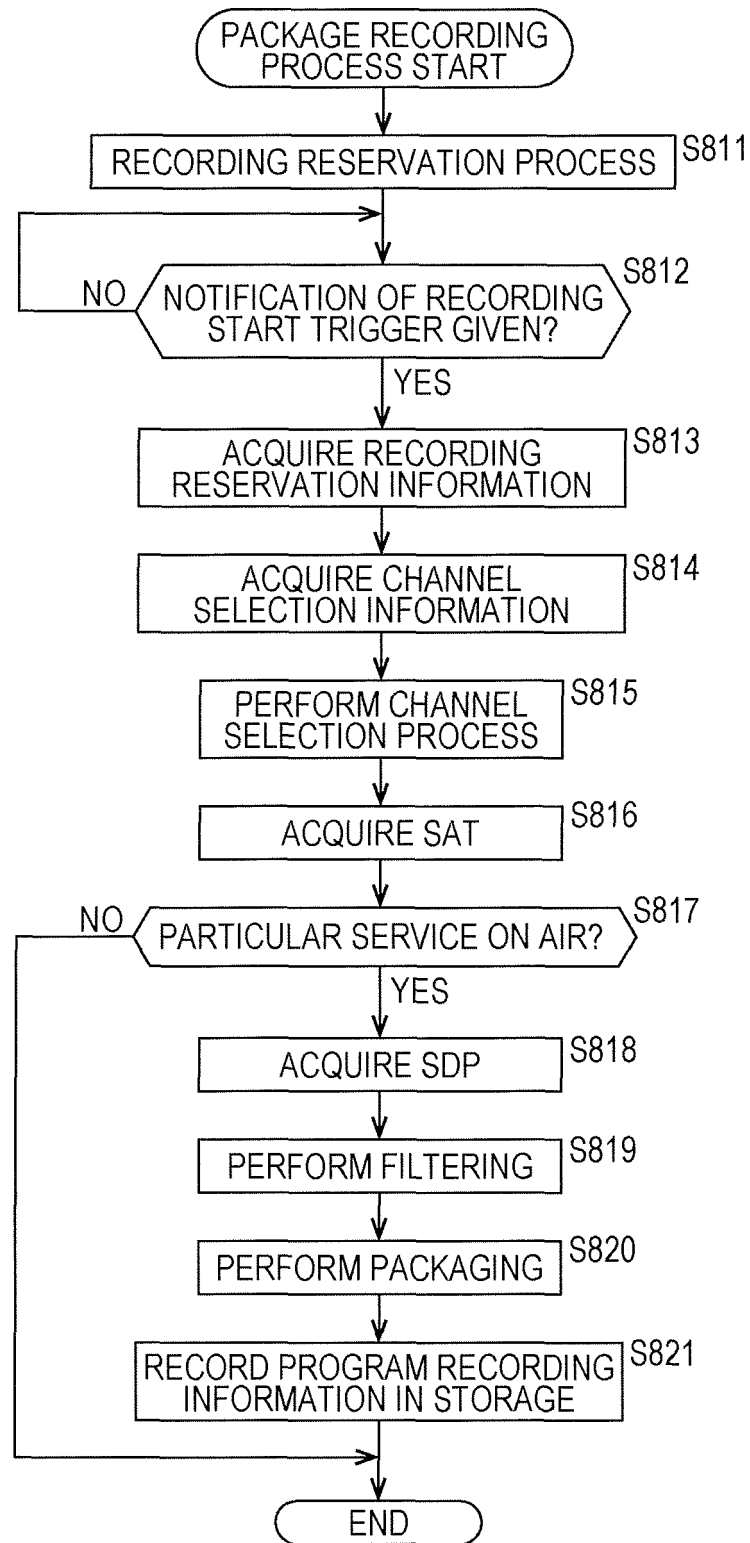 PACKAGE RECORDING
PROCESS START
RECORDING RESERVATION PROCESS
S811
NOTIFICATION OF RECORDING
START TRIGGER GIVEN?
S812
NO
YES
ACQUIRE RECORDING
RESERVATION INFORMATION
S813
ACQUIRE CHANNEL
SELECTION INFORMATION
S814
PERFORM CHANNEL
SELECTION PROCESS
S815
ACQUIRE SAT
S816
NO
PARTICULAR SERVICE ON AIR?
S817
YES
ACQUIRE SDP
S818
PERFORM FILTERING
S819
PERFORM PACKAGING
S820
RECORD PROGRAM RECORDING
INFORMATION IN STORAGE
S821
END